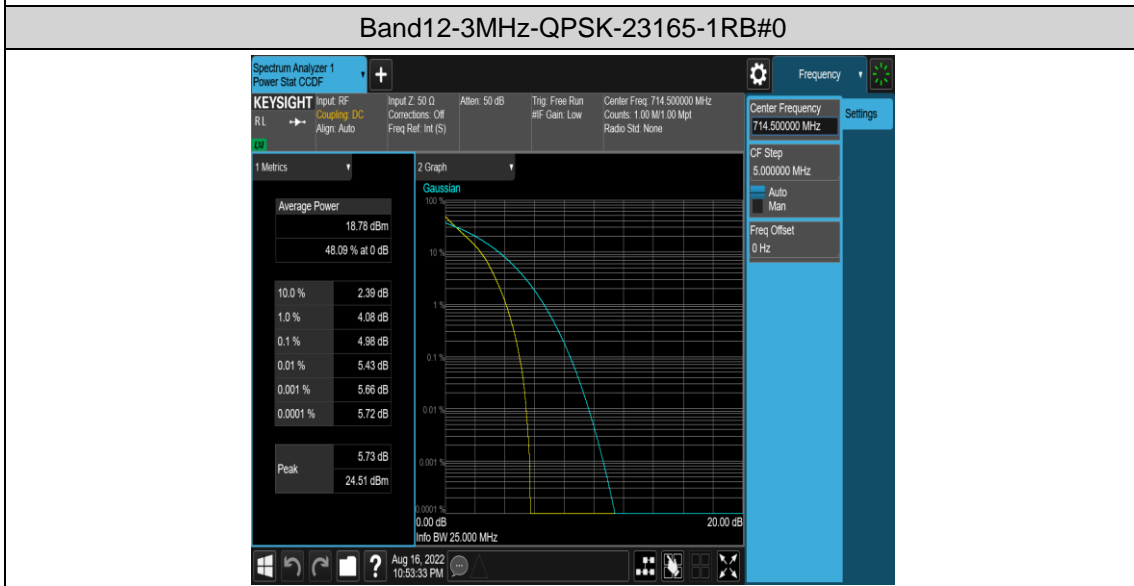 Band12-3MHz-QPSK-23165-1RB#0
Spectrum Analyzer 1
Power Stat CCDF
+
Frequency
KEYSIGHT
RL
LXI
Input: RF
Coupling: DC
Align: Auto
Input Z: 50 Ω
Corrections: Off
Freq Ref: Int (S)
Atten: 50 dB
Trig: Free Run
#IF Gain: Low
Center Freq: 714.500000 MHz
Counts: 1.00 M/1.00 Mpt
Radio Std: None
Center Frequency
714.500000 MHz
Settings
CF Step
5.000000 MHz
Auto
Man
Freq Offset
0 Hz
1 Metrics
Average Power
18.78 dBm
48.09 % at 0 dB
10.0 % 2.39 dB
1.0 % 4.08 dB
0.1 % 4.98 dB
0.01 % 5.43 dB
0.001 % 5.66 dB
0.0001 % 5.72 dB
Peak
5.73 dB
24.51 dBm
2 Graph
Gaussian
100 %
10 %
1 %
0.1 %
0.01 %
0.001 %
0.0001 %
0.00 dB
20.00 dB
Info BW 25.000 MHz
?
Aug 16, 2022
10:53:33 PM